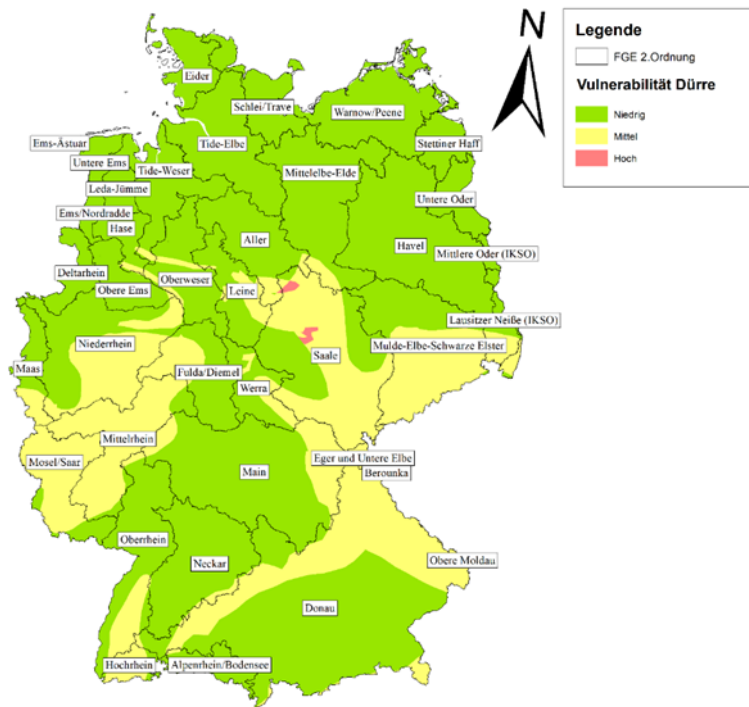 N
Legende
FGE 2.Ordnung
Vulnerabilität Dürre
Niedrig
Mittel
Hoch
Eider
Schlei/Trave
Warnow/Peene
Ems-Ästuar
Tide-Elbe
Stettiner Haff
Untere Ems
Tide-Weser
Mittelelbe-Elde
Leda-Jümme
Untere Oder
Ems/Nordradde
Hase
Aller
Havel
Mittlere Oder (IKSO)
Deltarhein
Oberweser
Obere Ems
Leine
Lausitzer Neiße (IKSO)
Niederrhein
Mulde-Elbe-Schwarze Elster
Saale
Maas
Fulda/Diemel
Werra
Mittelrhein
Mosel/Saar
Eger und Untere Elbe
Main
Berounka
Oberrhein
Neckar
Obere Moldau
Donau
Hochrhein
Alpenrhein/Bodensee